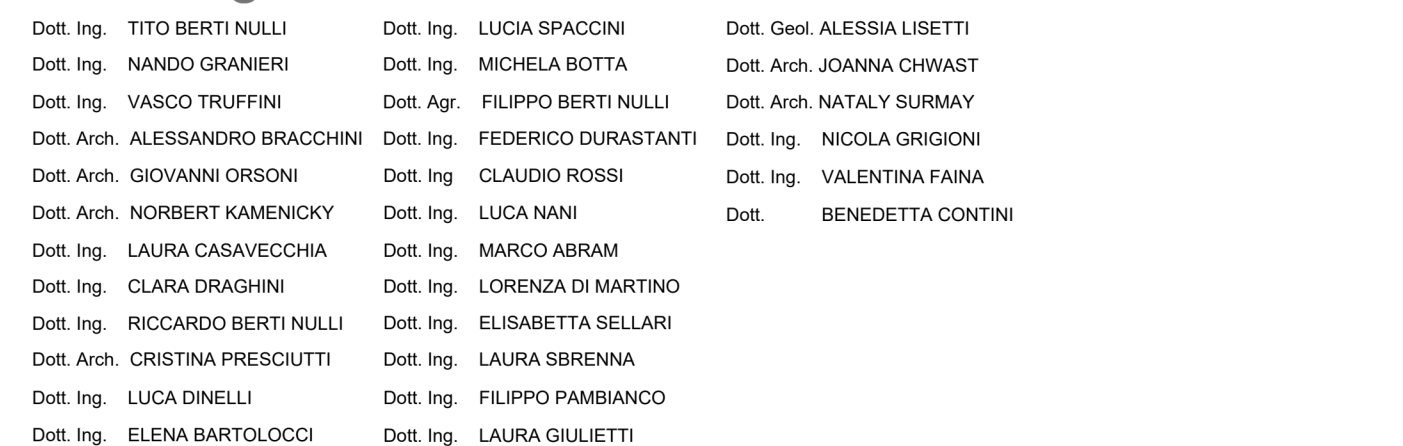 Dott. Ing. TITO BERTI NULLI
Dott. Ing. NANDO GRANIERI
Dott. Ing. VASCO TRUFFINI
Dott. Arch. ALESSANDRO BRACCHINI
Dott. Arch. GIOVANNI ORSONI
Dott. Arch. NORBERT KAMENICKY
Dott. Ing. LAURA CASAVECCHIA
Dott. Ing. CLARA DRAGHINI
Dott. Ing. RICCARDO BERTI NULLI
Dott. Arch. CRISTINA PRESCIUTTI
Dott. Ing. LUCA DINELLI
Dott. Ing. ELENA BARTOLOCCI
Dott. Ing. LUCIA SPACCINI
Dott. Ing. MICHELA BOTTA
Dott. Agr. FILIPPO BERTI NULLI
Dott. Ing. FEDERICO DURASTANTI
Dott. Ing CLAUDIO ROSSI
Dott. Ing. LUCA NANI
Dott. Ing. MARCO ABRAM
Dott. Ing. LORENZA DI MARTINO
Dott. Ing. ELISABETTA SELLARI
Dott. Ing. LAURA SBRENNA
Dott. Ing. FILIPPO PAMBIANCO
Dott. Ing. LAURA GIULIETTI
Dott. Geol. ALESSIA LISETTI
Dott. Arch. JOANNA CHWAST
Dott. Arch. NATALY SURMAY
Dott. Ing. NICOLA GRIGIONI
Dott. Ing. VALENTINA FAINA
Dott. BENEDETTA CONTINI